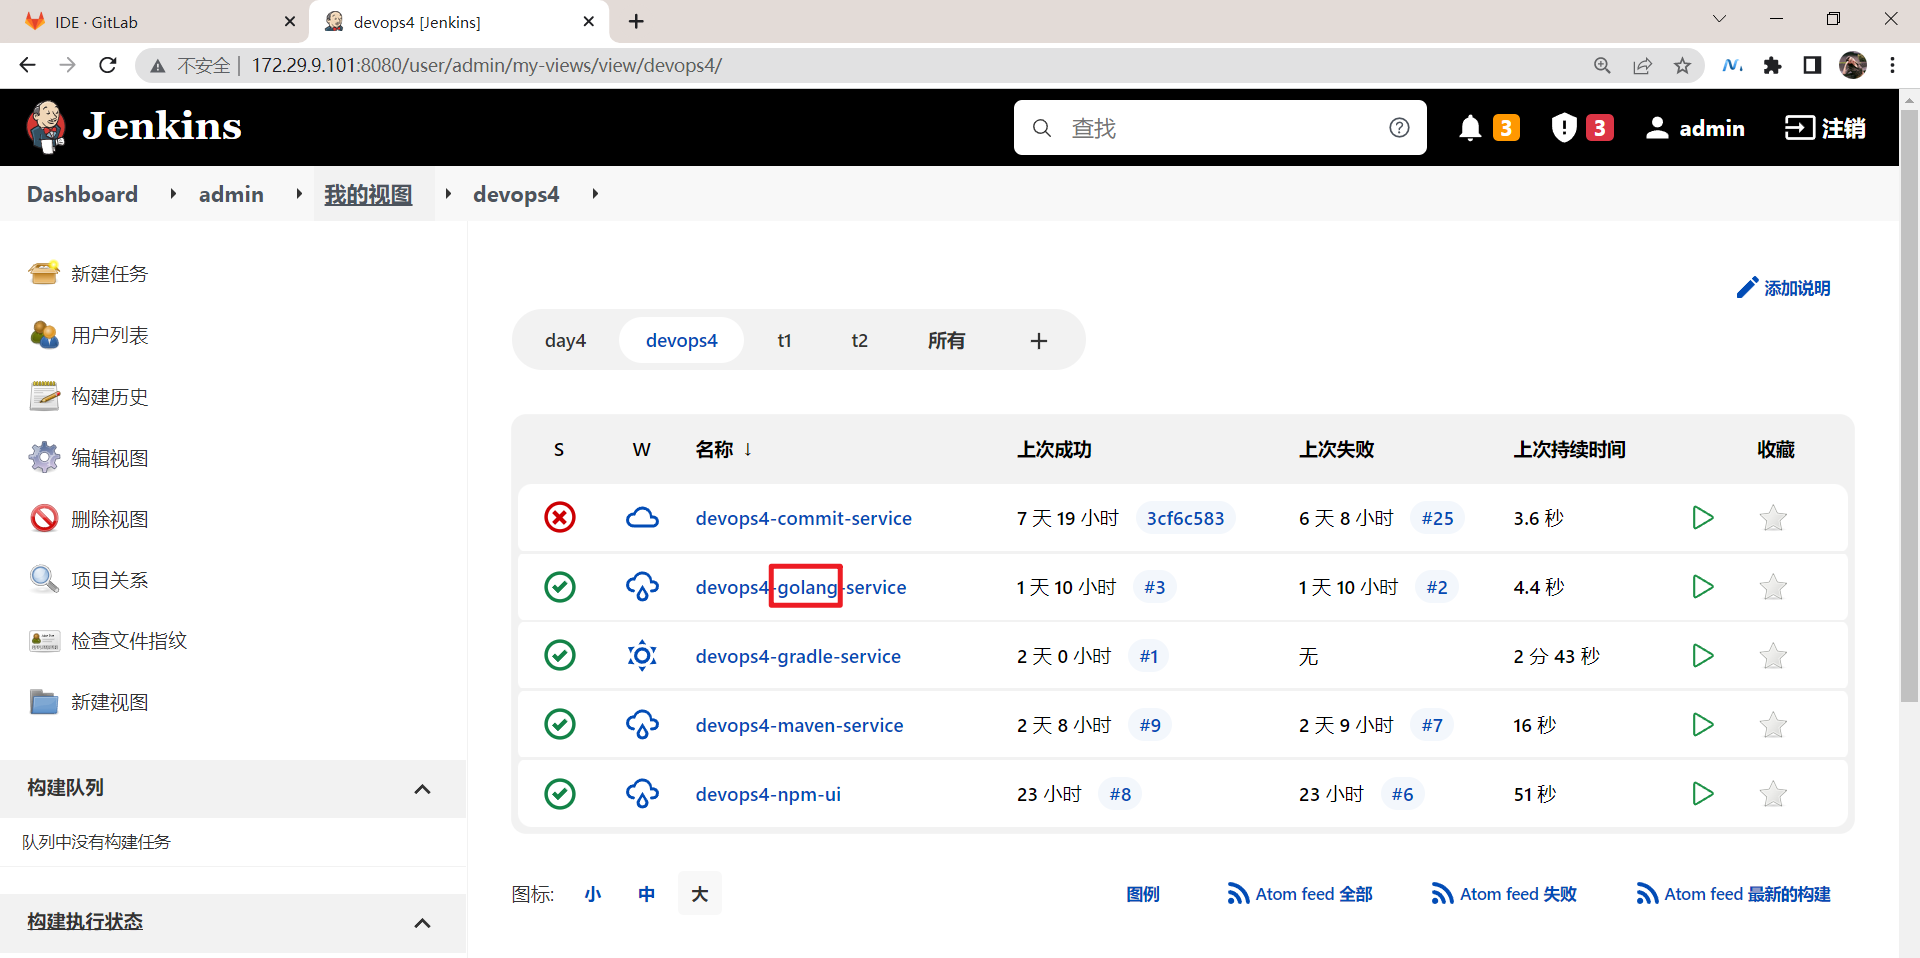 IDE · GitLab
devops4 [Jenkins]
不安全 | 172.29.9.101:8080/user/admin/my-views/view/devops4/
Jenkins
查找
3
3
admin
注销
Dashboard
admin
我的视图
devops4
新建任务
用户列表
构建历史
编辑视图
删除视图
项目关系
检查文件指纹
新建视图
构建队列
队列中没有构建任务
构建执行状态
添加说明
day4 devops4 t1 t2 所有 +
S W 名称 ↓ 上次成功 上次失败 上次持续时间 收藏
devops4-commit-service 7 天 19 小时 3cf6c583 6 天 8 小时 #25 3.6 秒
devops4-golang-service 1 天 10 小时 #3 1 天 10 小时 #2 4.4 秒
devops4-gradle-service 2 天 0 小时 #1 无 2 分 43 秒
devops4-maven-service 2 天 8 小时 #9 2 天 9 小时 #7 16 秒
devops4-npm-ui 23 小时 #8 23 小时 #6 51 秒
图标: 小 中 大 图例 Atom feed 全部 Atom feed 失败 Atom feed 最新的构建